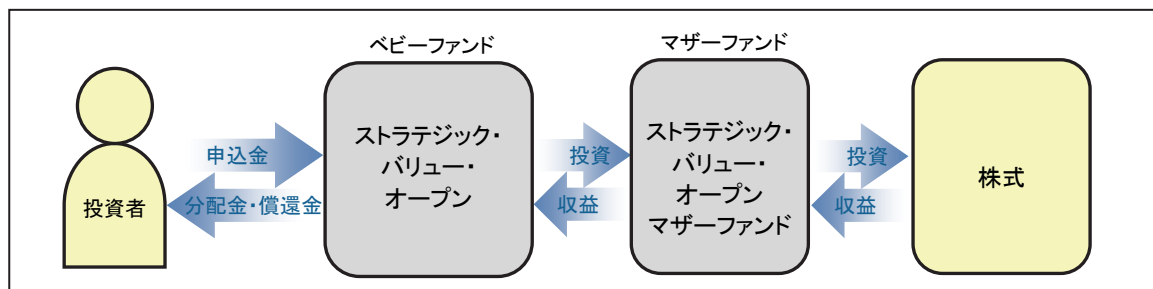 ベビーファンド
マザーファンド
投資者
申込金
分配金・償還金
ストラテジック・
バリュー・
オープン
投資
収益
ストラテジック・
バリュー・
オープン
マザーファンド
投資
収益
株式